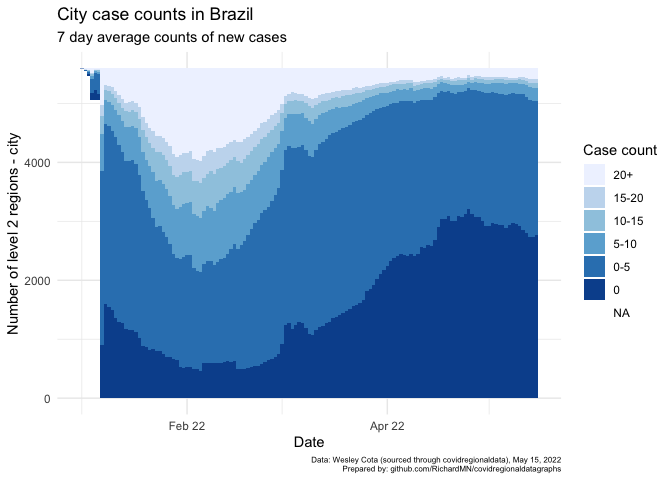 City case counts in Brazil
7 day average counts of new cases
Number of level 2 regions - city
4000
2000
0
Feb 22
Apr 22
Date
Case count
20+
15-20
10-15
5-10
0-5
0
NA
Data: Wesley Cota (sourced through covidregionaldata), May 15, 2022
Prepared by: github.com/RichardMN/covidregionaldatagraphs